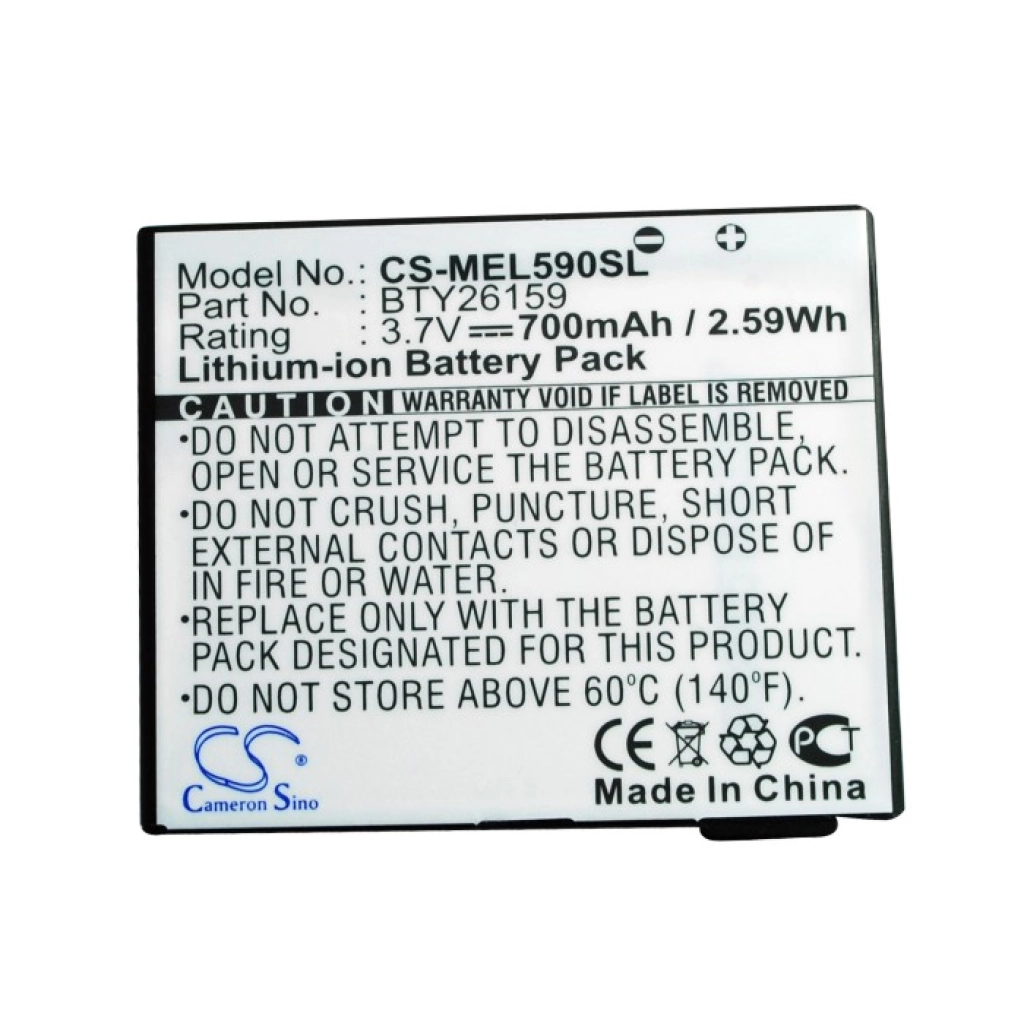 Model No.: CS-MEL590SL
Part No. : BTY26159
Rating : 3.7V 700mAh / 2.59Wh
Lithium-ion Battery Pack
CAUTION WARRANTY VOID IF LABEL IS REMOVED
•DO NOT ATTEMPT TO DISASSEMBLE,
OPEN OR SERVICE THE BATTERY PACK.
•DO NOT CRUSH, PUNCTURE, SHORT
EXTERNAL CONTACTS OR DISPOSE OF
IN FIRE OR WATER.
•REPLACE ONLY WITH THE BATTERY
PACK DESIGNATED FOR THIS PRODUCT.
•DO NOT STORE ABOVE 60°C (140°F).
CS®
Cameron Sino
CE PCT
Made In China